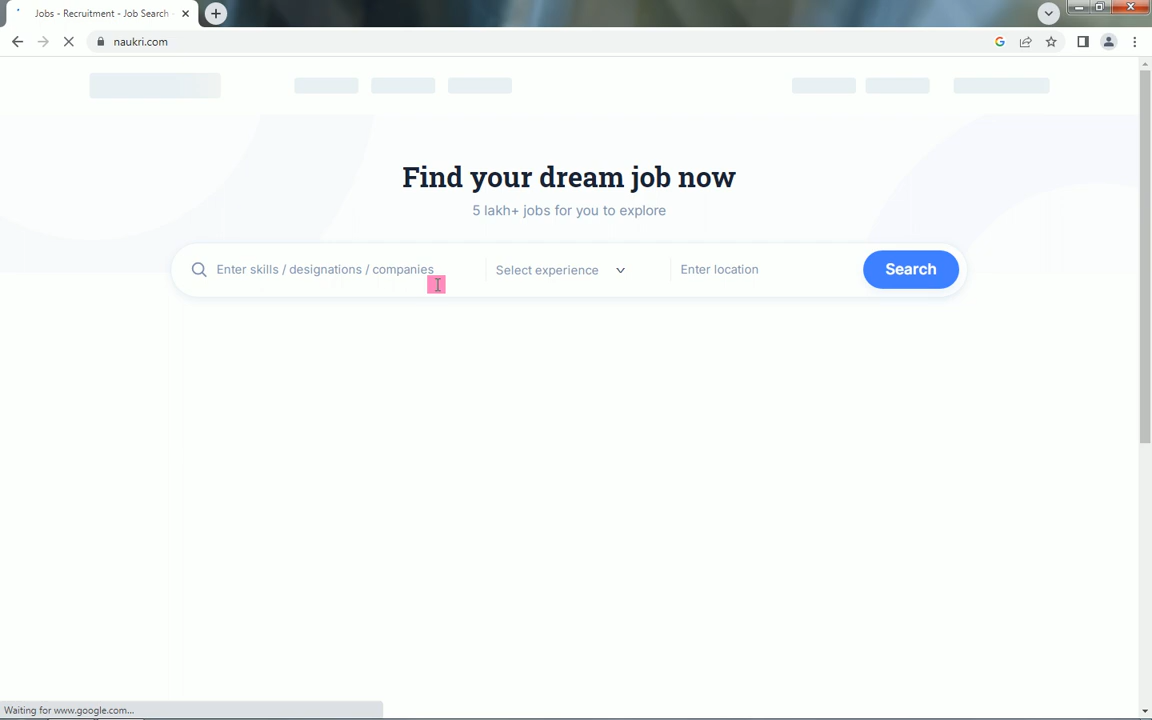 Jobs - Recruitment - Job Search
naukri.com
Find your dream job now
5 lakh+ jobs for you to explore
Enter skills / designations / companies
Select experience
Enter location
Search
Waiting for www.google.com...